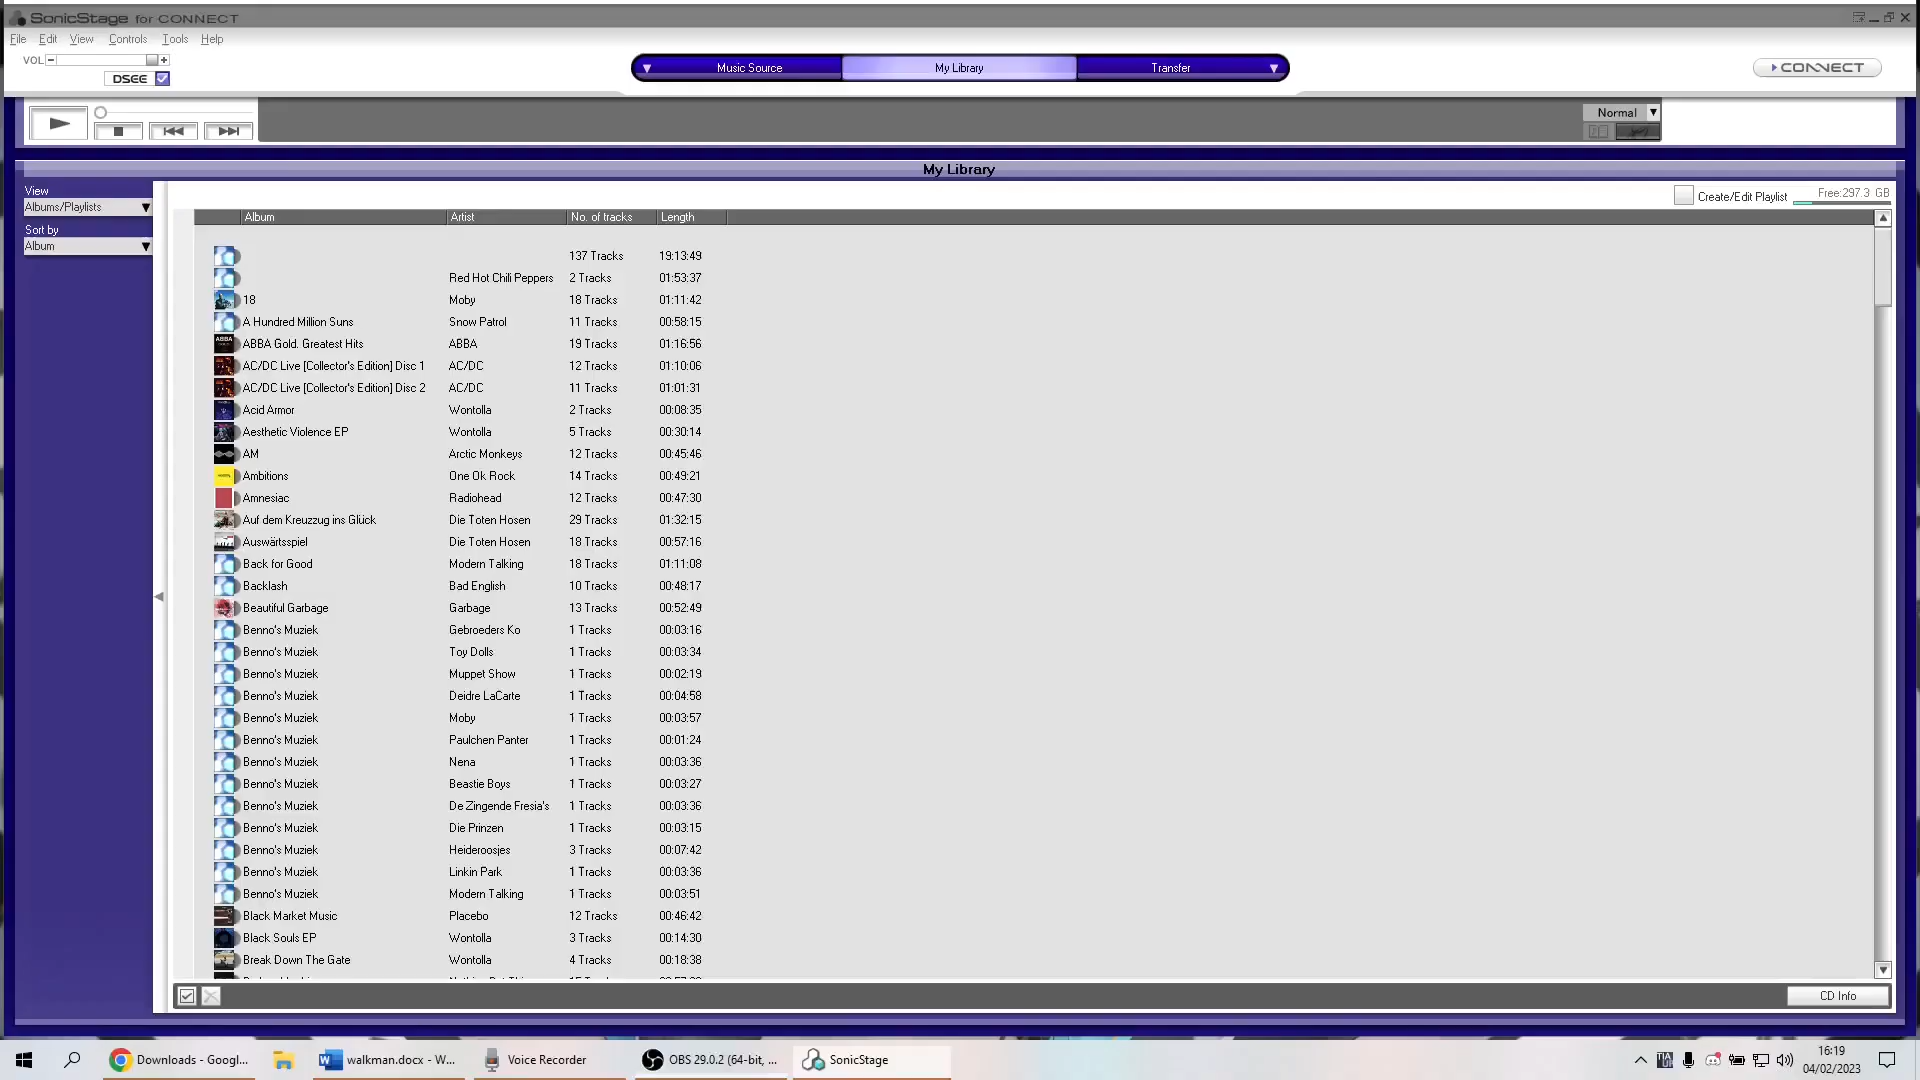 SonicStage for CONNECT
File Edit View Controls Tools Help
VOL
DSEE
Music Source My Library Transfer
CONNECT
Normal
My Library
View
Albums/Playlists
Sort by
Album
Create/Edit Playlist Free:297.3 GB
Album Artist No. of tracks Length
137 Tracks 19:13:49
Red Hot Chili Peppers 2 Tracks 01:53:37
18 Moby 18 Tracks 01:11:42
A Hundred Million Suns Snow Patrol 11 Tracks 00:58:15
ABBA Gold. Greatest Hits ABBA 19 Tracks 01:16:56
AC/DC Live [Collector's Edition] Disc 1 AC/DC 12 Tracks 01:10:06
AC/DC Live [Collector's Edition] Disc 2 AC/DC 11 Tracks 01:01:31
Acid Armor Wontolla 2 Tracks 00:08:35
Aesthetic Violence EP Wontolla 5 Tracks 00:30:14
AM Arctic Monkeys 12 Tracks 00:45:46
Ambitions One Ok Rock 14 Tracks 00:49:21
Amnesiac Radiohead 12 Tracks 00:47:30
Auf dem Kreuzzug ins Glück Die Toten Hosen 29 Tracks 01:32:15
Auswärtsspiel Die Toten Hosen 18 Tracks 00:57:16
Back for Good Modern Talking 18 Tracks 01:11:08
Backlash Bad English 10 Tracks 00:48:17
Beautiful Garbage Garbage 13 Tracks 00:52:49
Benno's Muziek Gebroeders Ko 1 Tracks 00:03:16
Benno's Muziek Toy Dolls 1 Tracks 00:03:34
Benno's Muziek Muppet Show 1 Tracks 00:02:19
Benno's Muziek Deidre LaCarte 1 Tracks 00:04:58
Benno's Muziek Moby 1 Tracks 00:03:57
Benno's Muziek Paulchen Panter 1 Tracks 00:01:24
Benno's Muziek Nena 1 Tracks 00:03:36
Benno's Muziek Beastie Boys 1 Tracks 00:03:27
Benno's Muziek De Zingende Fresia's 1 Tracks 00:03:36
Benno's Muziek Die Prinzen 1 Tracks 00:03:15
Benno's Muziek Heideroosjes 3 Tracks 00:07:42
Benno's Muziek Linkin Park 1 Tracks 00:03:36
Benno's Muziek Modern Talking 1 Tracks 00:03:51
Black Market Music Placebo 12 Tracks 00:46:42
Black Souls EP Wontolla 3 Tracks 00:14:30
Break Down The Gate Wontolla 4 Tracks 00:18:38
CD Info
Downloads - Googl... walkman.docx - W... Voice Recorder OBS 29.0.2 (64-bit, ... SonicStage
16:19
04/02/2023